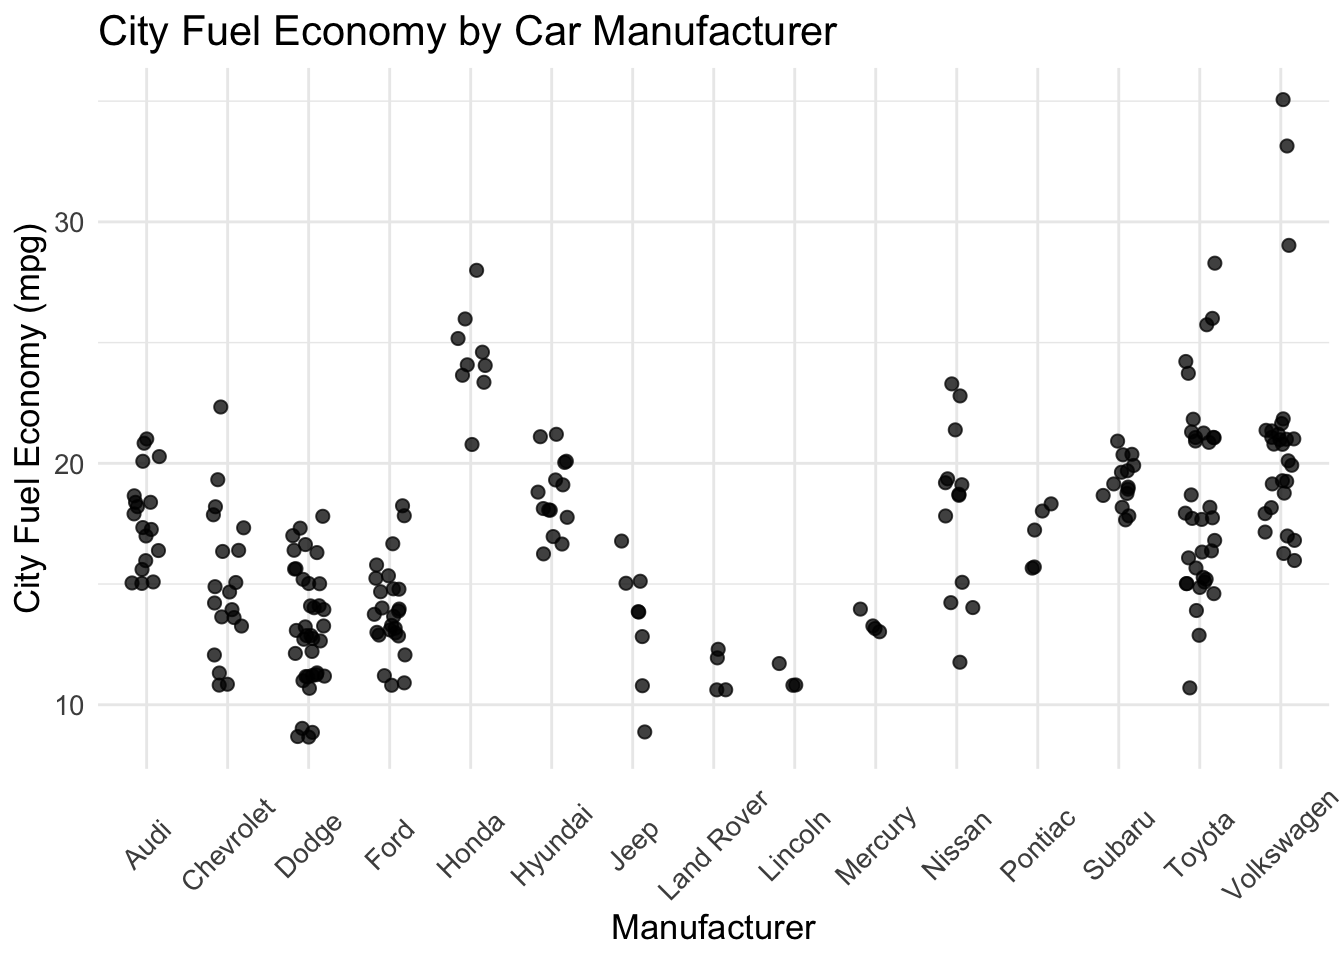 City Fuel Economy by Car Manufacturer
City Fuel Economy (mpg)
30
20
10
Audi
Chevrolet
Dodge
Ford
Honda
Hyundai
Jeep
Land Rover
Lincoln
Mercury
Nissan
Pontiac
Subaru
Toyota
Volkswagen
Manufacturer